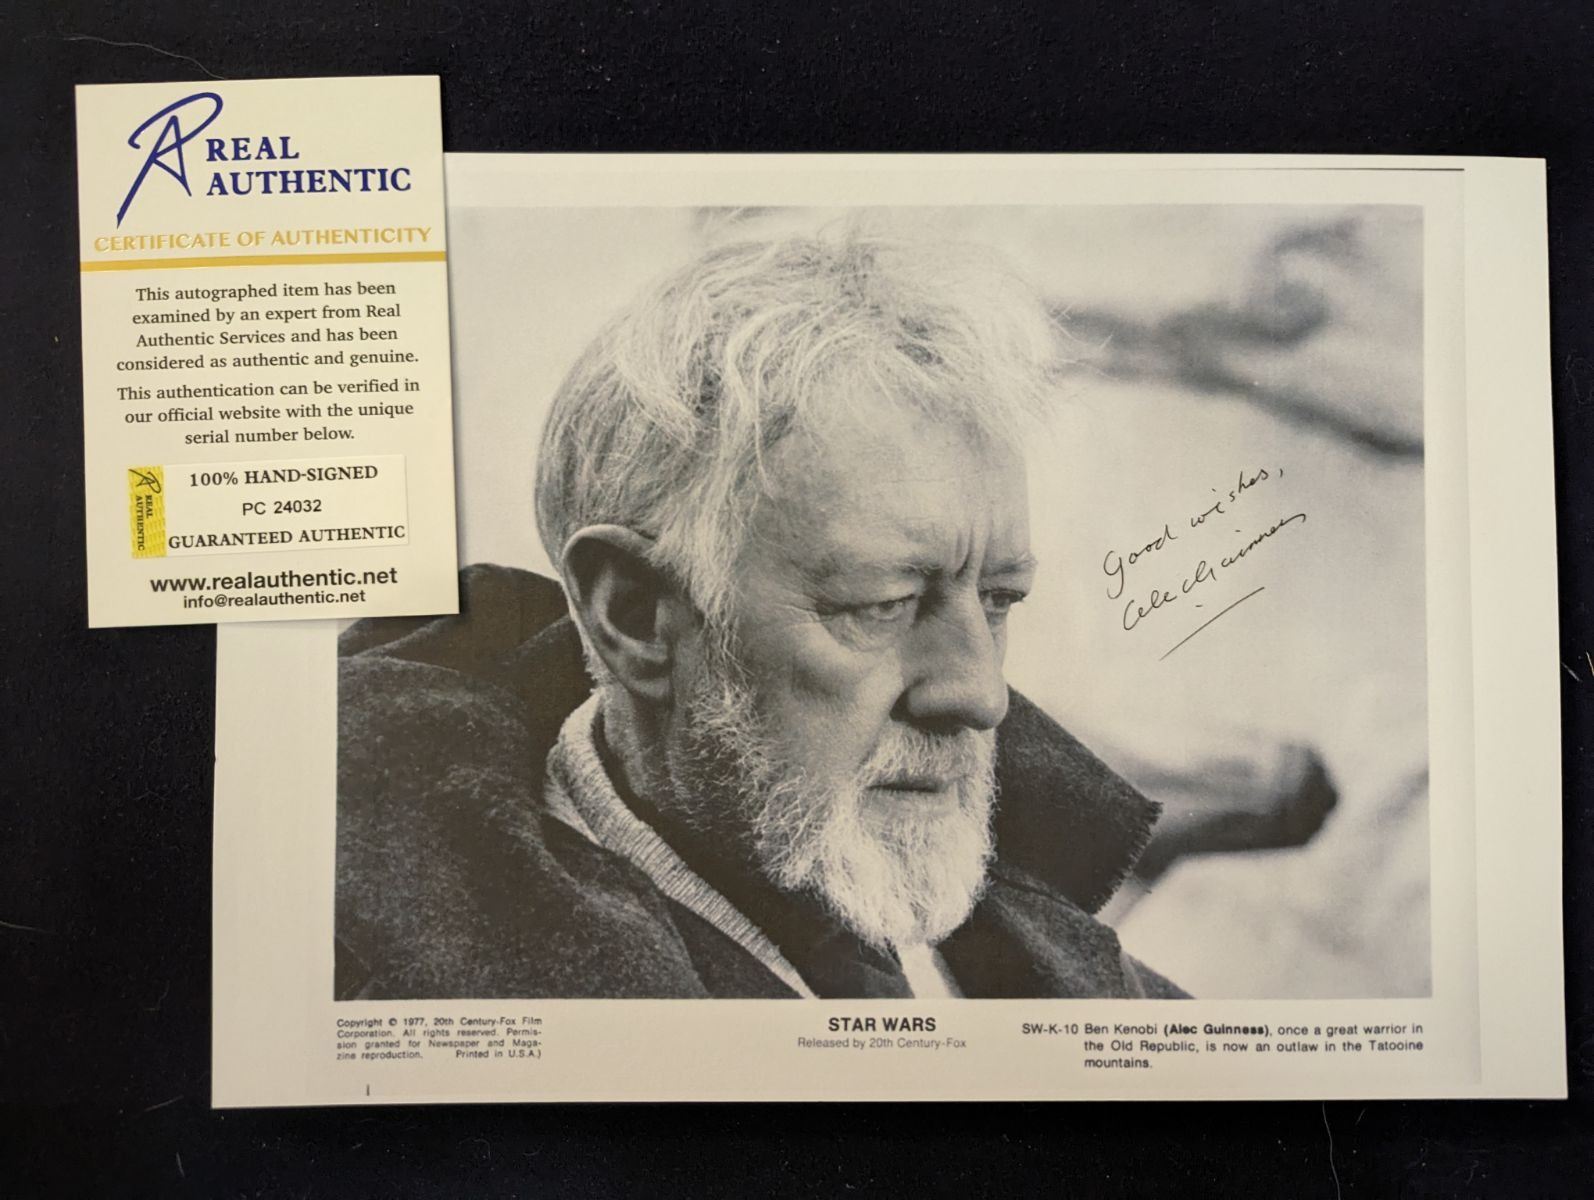 REAL
AUTHENTIC
CERTIFICATE OF AUTHENTICITY
This autographed item has been
examined by an expert from Real
Authentic Services and has been
considered as authentic and genuine.
This authentication can be verified in
our official website with the unique
serial number below.
REAL
AUTHENTIC
100% HAND-SIGNED
PC 24032
GUARANTEED AUTHENTIC
www.realauthentic.net
info@realauthentic.net
Good wishes,
Alec Guinness
Copyright © 1977, 20th Century-Fox Film
Corporation. All rights reserved. Permis-
sion granted for Newspaper and Maga-
zine reproduction. Printed in U.S.A.)
STAR WARS
Released by 20th Century-Fox
SW-K-10 Ben Kenobi (Alec Guinness), once a great warrior in
the Old Republic, is now an outlaw in the Tatooine
mountains.